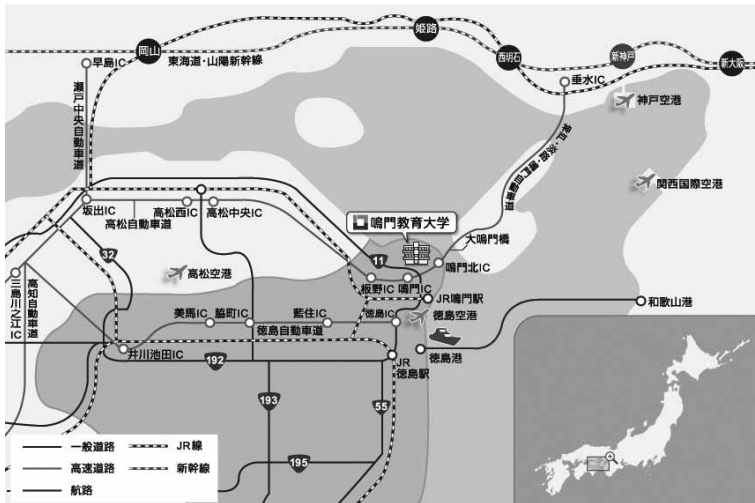 岡山
姫路
西明石
新神戸
新大阪
早島IC
東海道・山陽新幹線
垂水IC
神戸空港
瀬戸中央自動車道
神戸・淡路・鳴門自動車道
関西国際空港
坂出IC
高松西IC
高松中央IC
高松自動車道
鳴門教育大学
大鳴門橋
32
11
高松空港
鳴門北IC
板野IC
鳴門IC
JR鳴門駅
和歌山港
三島川之江IC
高知自動車道
美馬IC
脇町IC
藍住IC
徳島IC
徳島空港
徳島自動車道
井川池田IC
192
JR徳島駅
徳島港
193
55
195
一般道路
JR線
高速道路
新幹線
航路